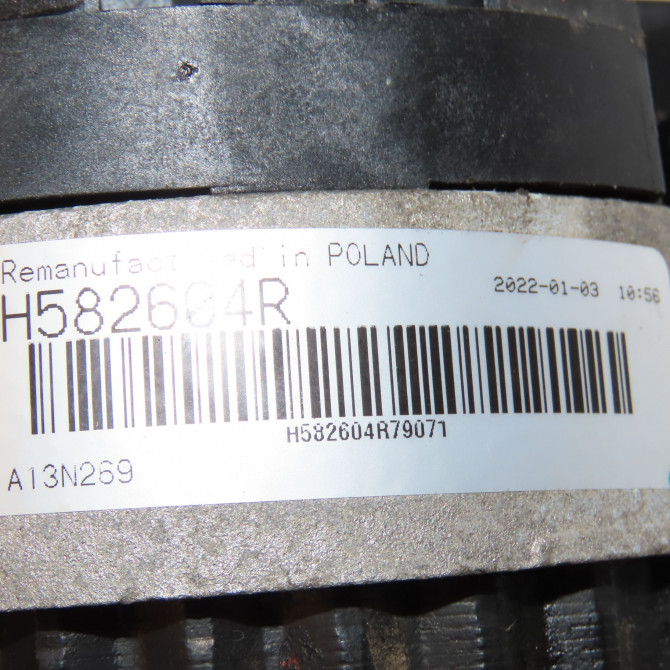 Remanufactured in POLAND
H582604R
2022-01-03 10:56
H582604R79071
A13N269